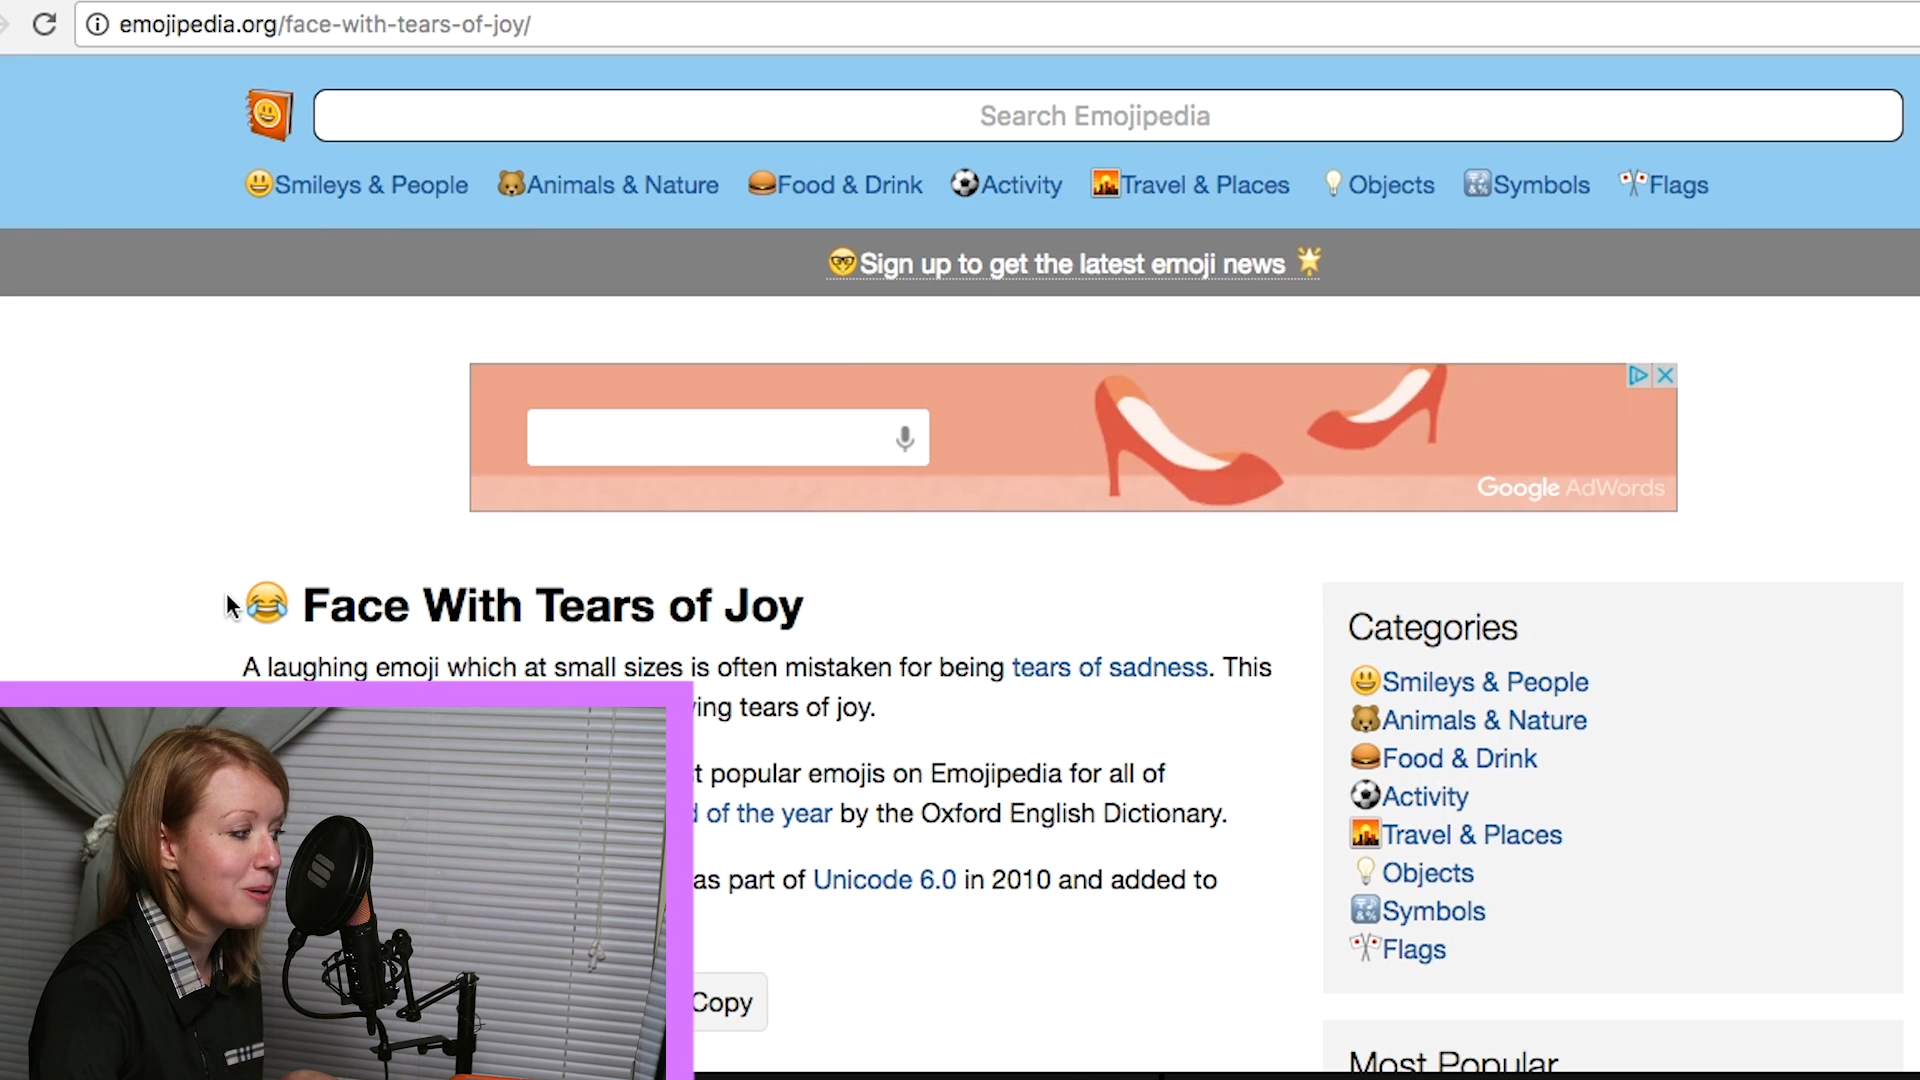 emojipedia.org/face-with-tears-of-joy/
Search Emojipedia
Smileys & People Animals & Nature Food & Drink Activity Travel & Places Objects Symbols Flags
Sign up to get the latest emoji news
Google AdWords
Face With Tears of Joy
A laughing emoji which at small sizes is often mistaken for being tears of sadness. This
ing tears of joy.
t popular emojis on Emojipedia for all of
of the year by the Oxford English Dictionary.
as part of Unicode 6.0 in 2010 and added to
Copy
Categories
Smileys & People
Animals & Nature
Food & Drink
Activity
Travel & Places
Objects
Symbols
Flags
Most Popular